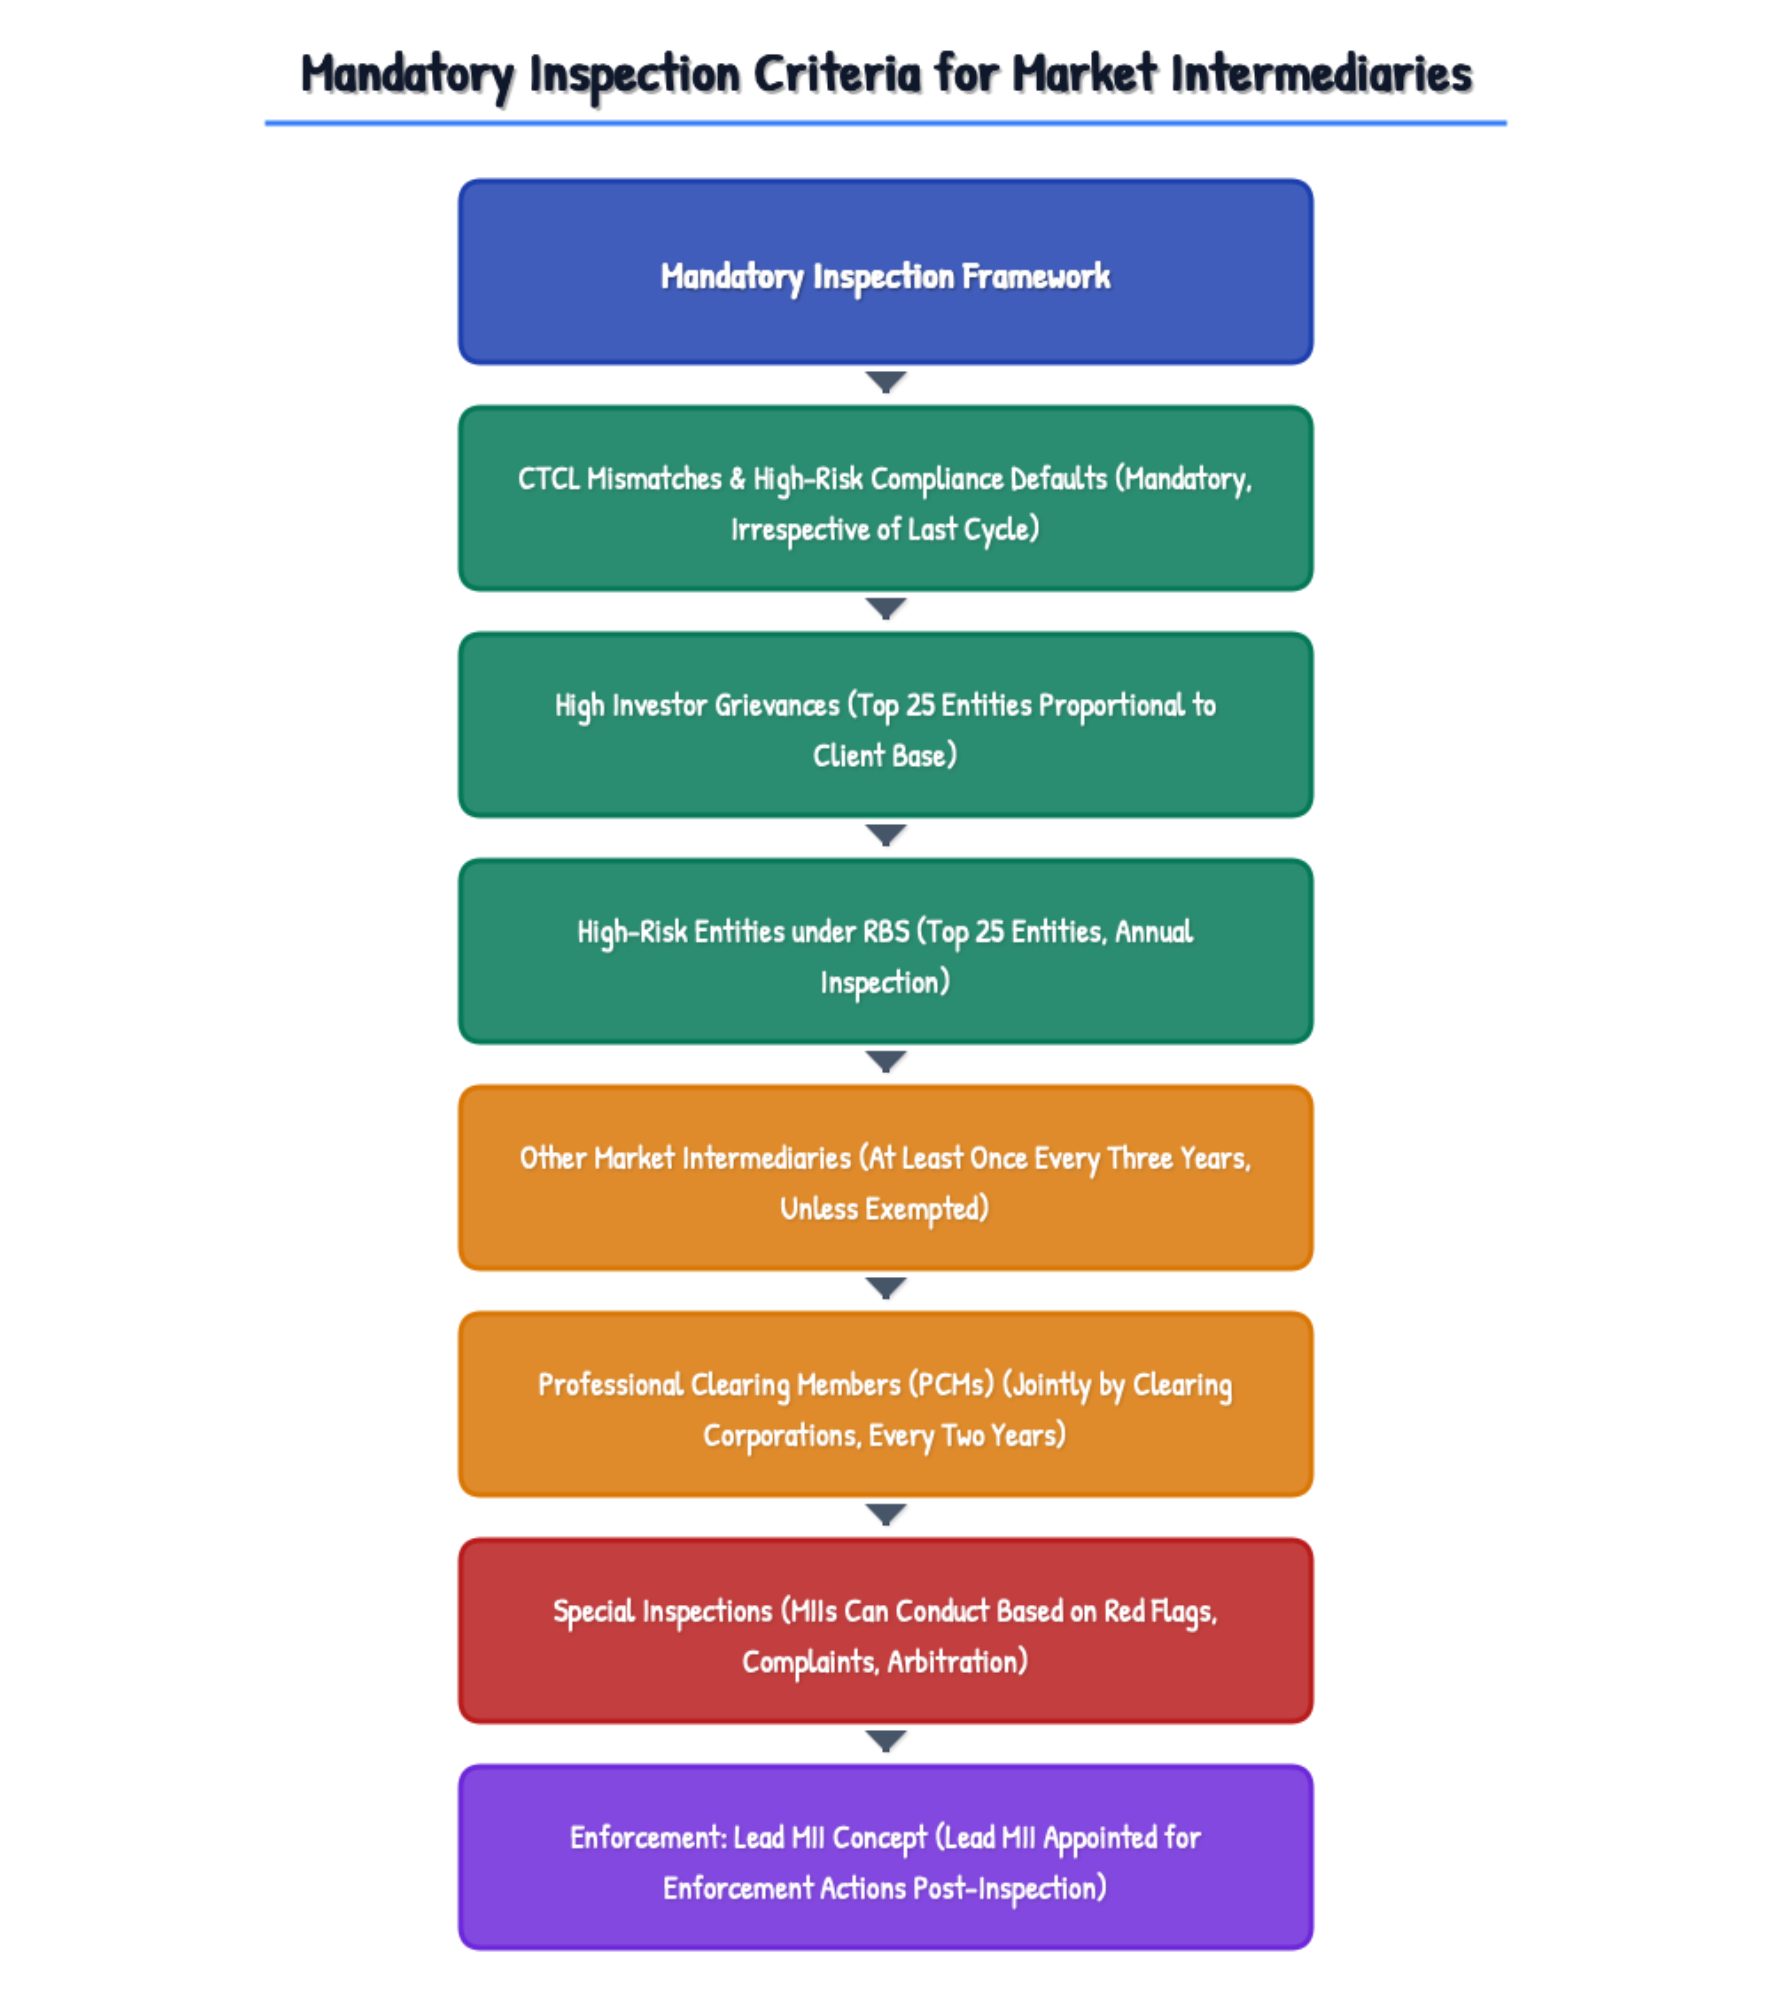 Mandatory Inspection Criteria for Market Intermediaries
Mandatory Inspection Framework
CTCL Mismatches & High-Risk Compliance Defaults (Mandatory,
Irrespective of Last Cycle)
High Investor Grievances (Top 25 Entities Proportional to
Client Base)
High-Risk Entities under RBS (Top 25 Entities, Annual
Inspection)
Other Market Intermediaries (At Least Once Every Three Years,
Unless Exempted)
Professional Clearing Members (PCMs) (Jointly by Clearing
Corporations, Every Two Years)
Special Inspections (MIIs Can Conduct Based on Red Flags,
Complaints, Arbitration)
Enforcement: Lead MII Concept (Lead MII Appointed for
Enforcement Actions Post-Inspection)